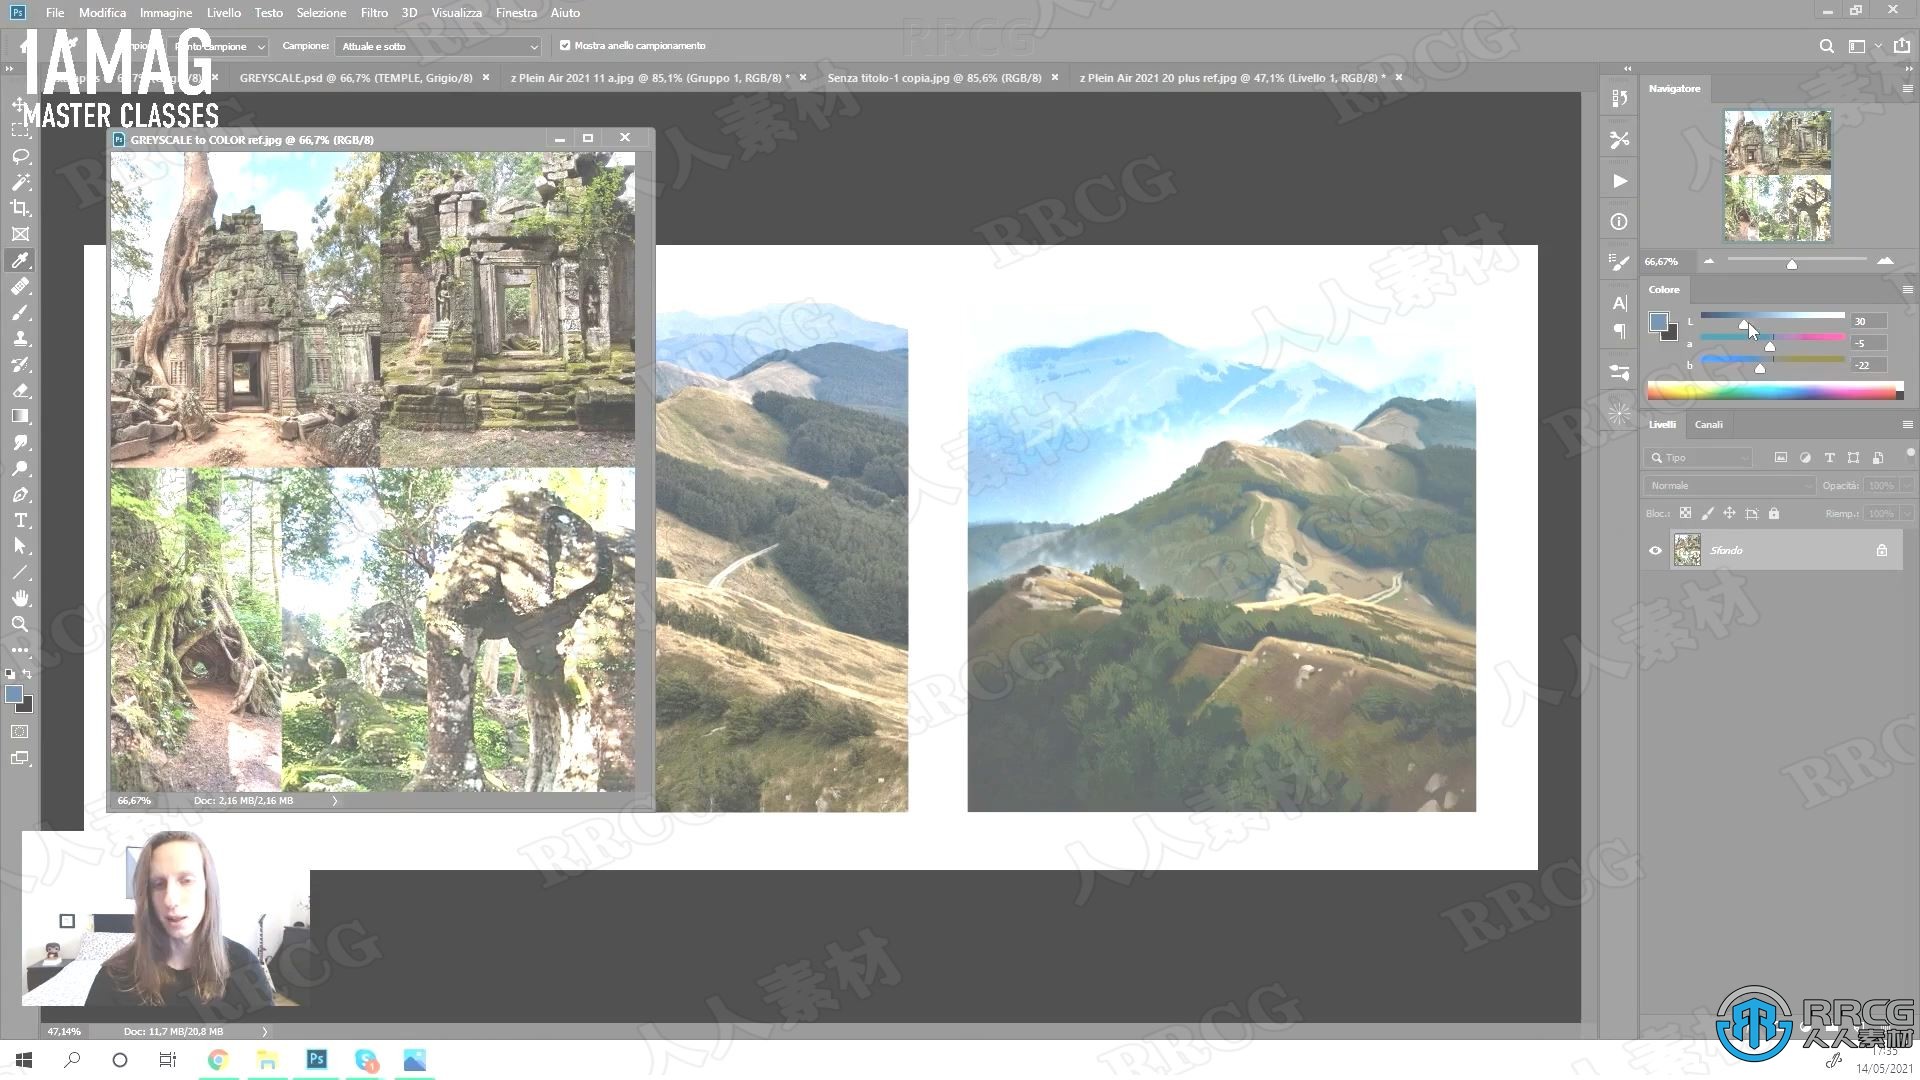 File Modifica Immagine Livello Testo Selezione Filtro 3D Visualizza Finestra Aiuto
Campione: Attuale e sotto Mostra anello campionamento
IAMAG
MASTER CLASSES
GREYSCALE.psd @ 66,7% (TEMPLE, Grigio/8)
z Plein Air 2021 11 a.jpg @ 85,1% (Gruppo 1, RGB/8) *
Senza titolo-1 copia.jpg @ 85,6% (RGB/8)
z Plein Air 2021 20 plus ref.jpg @ 47,1% (Livello 1, RGB/8) *
GREYSCALE to COLOR ref.jpg @ 66,7% (RGB/8)
66,67% Doc: 2,16 MB/2,16 MB
47,14% Doc: 11,7 MB/20,8 MB
Navigatore
66,67%
Colore
L 30
a -5
b -22
Livelli Canali
Tipo
Normale Opacità: 100%
Bloc.: Riemp.: 100%
Sfondo
RRCG
人人素材
17:35
14/05/2021